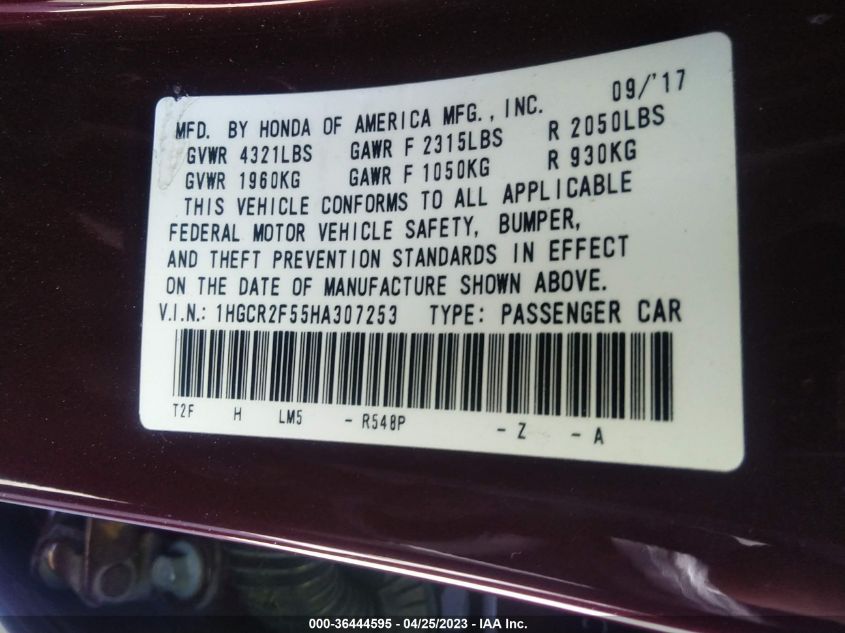 09/'17
MFD. BY HONDA OF AMERICA MFG., INC.
GVWR 4321LBS GAWR F 2315LBS R 2050LBS
GVWR 1960KG GAWR F 1050KG R 930KG
THIS VEHICLE CONFORMS TO ALL APPLICABLE
FEDERAL MOTOR VEHICLE SAFETY, BUMPER,
AND THEFT PREVENTION STANDARDS IN EFFECT
ON THE DATE OF MANUFACTURE SHOWN ABOVE.
V.I.N.: 1HGCR2F55HA307253 TYPE: PASSENGER CAR
T2F H LM5 - R548P - Z - A
000-36444595 - 04/25/2023 - IAA Inc.